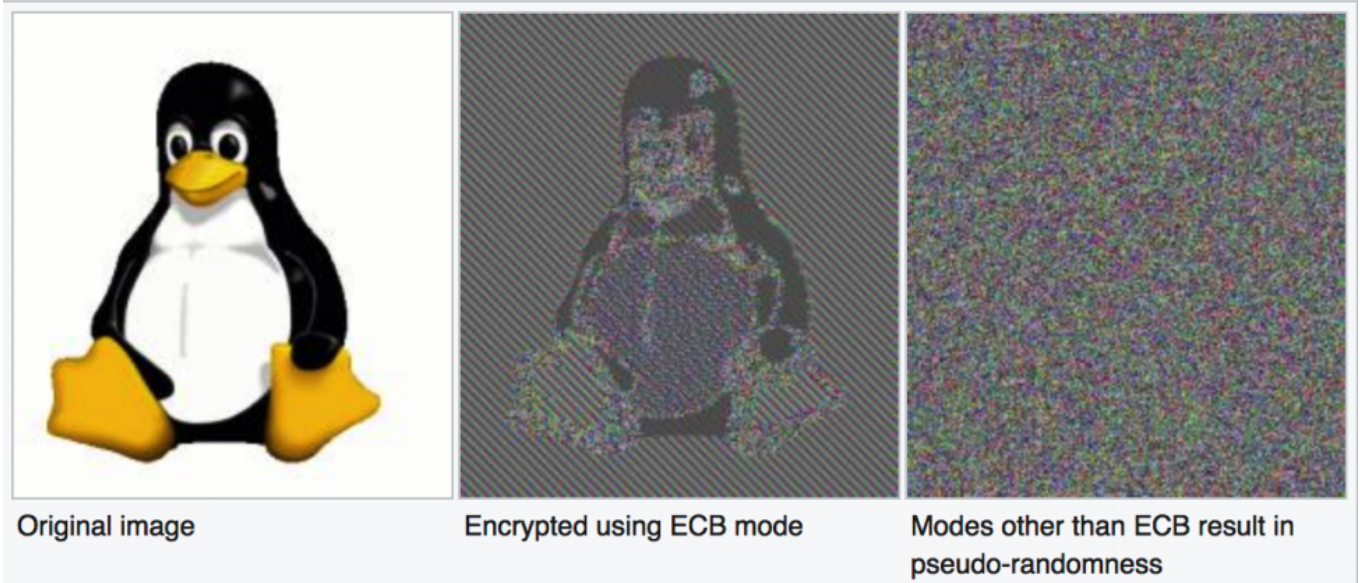 Original image
Encrypted using ECB mode
Modes other than ECB result in
pseudo-randomness